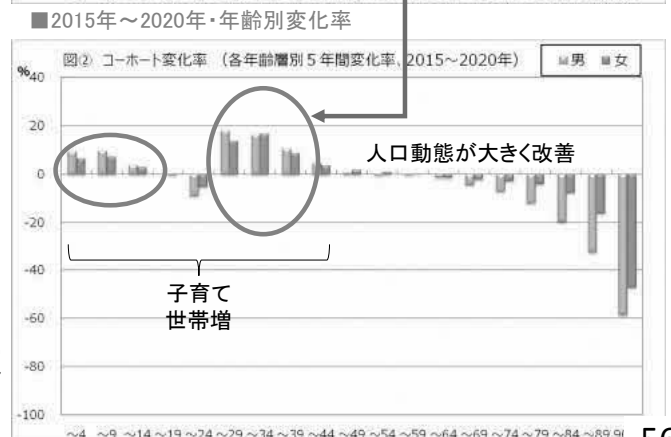 ■2015年～2020年・年齢別変化率
図② コーホート変化率 （各年齢層別５年間変化率、2015～2020年）
男 女
%
40
20
0
-20
-40
-60
-80
-100
人口動態が大きく改善
子育て
世帯増
～4 ～9 ～14 ～19 ～24 ～29 ～34 ～39 ～44 ～49 ～54 ～59 ～64 ～69 ～74 ～79 ～84 ～89